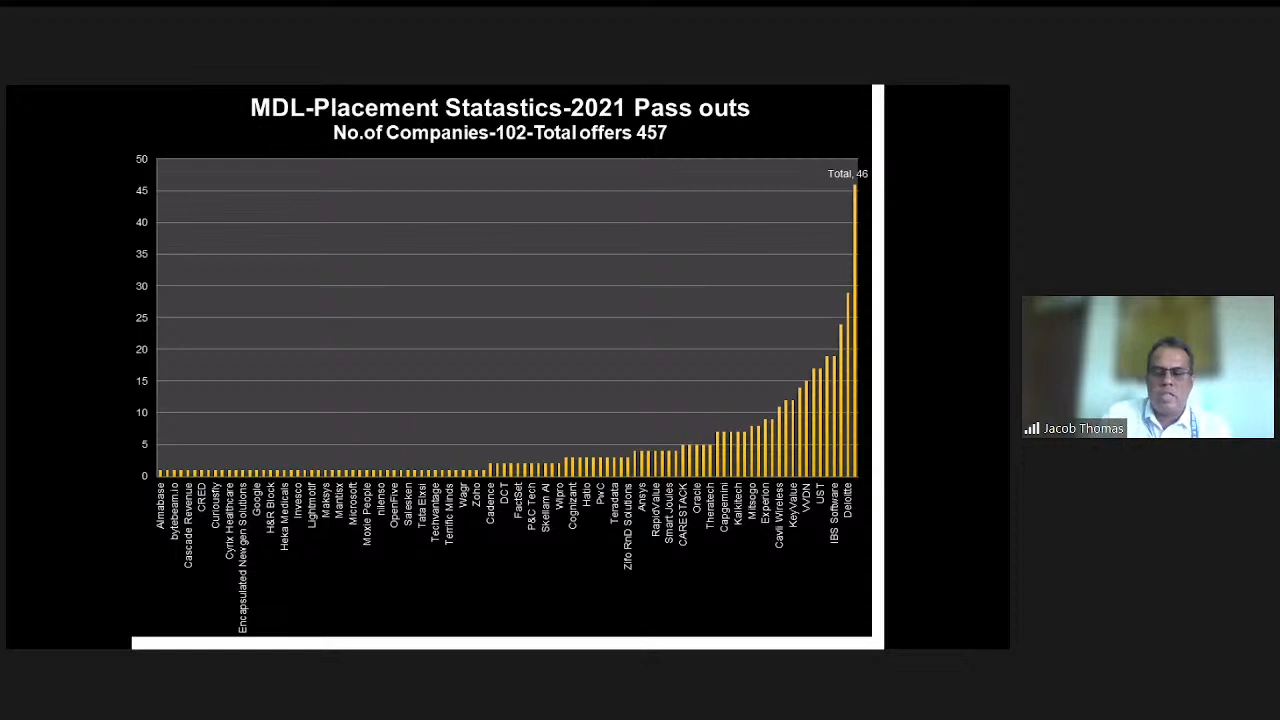 MDL-Placement Statastics-2021 Pass outs
No.of Companies-102-Total offers 457
50
45
40
35
30
25
20
15
10
5
0
Total, 46
Almabase
bytebeam.io
Cascade Revenue
CRED
Curiousfly
Cyrix Healthcare
Encapsulated Newgen Solutions
Google
H&R Block
Heka Medicals
Invesco
Lightmotif
Maksys
Mantisx
Microsoft
Moxie People
nilenso
OpenFive
Salesken
Tata Elxsi
Techvantage
Terrific Minds
Wagr
Zoho
Cadence
DCT
FactSet
P&C Tech
Skellam AI
Wipro
Cognizant
Hatio
PwC
Teradata
Zifo RnD Solutions
Ansys
RapidValue
Smart Joules
CARESTACK
Oracle
Theratech
Capgemini
Kalkitech
Mitsogo
Experion
Cavli Wireless
KeyValue
VVDN
UST
IBS Software
Deloitte
Jacob Thomas